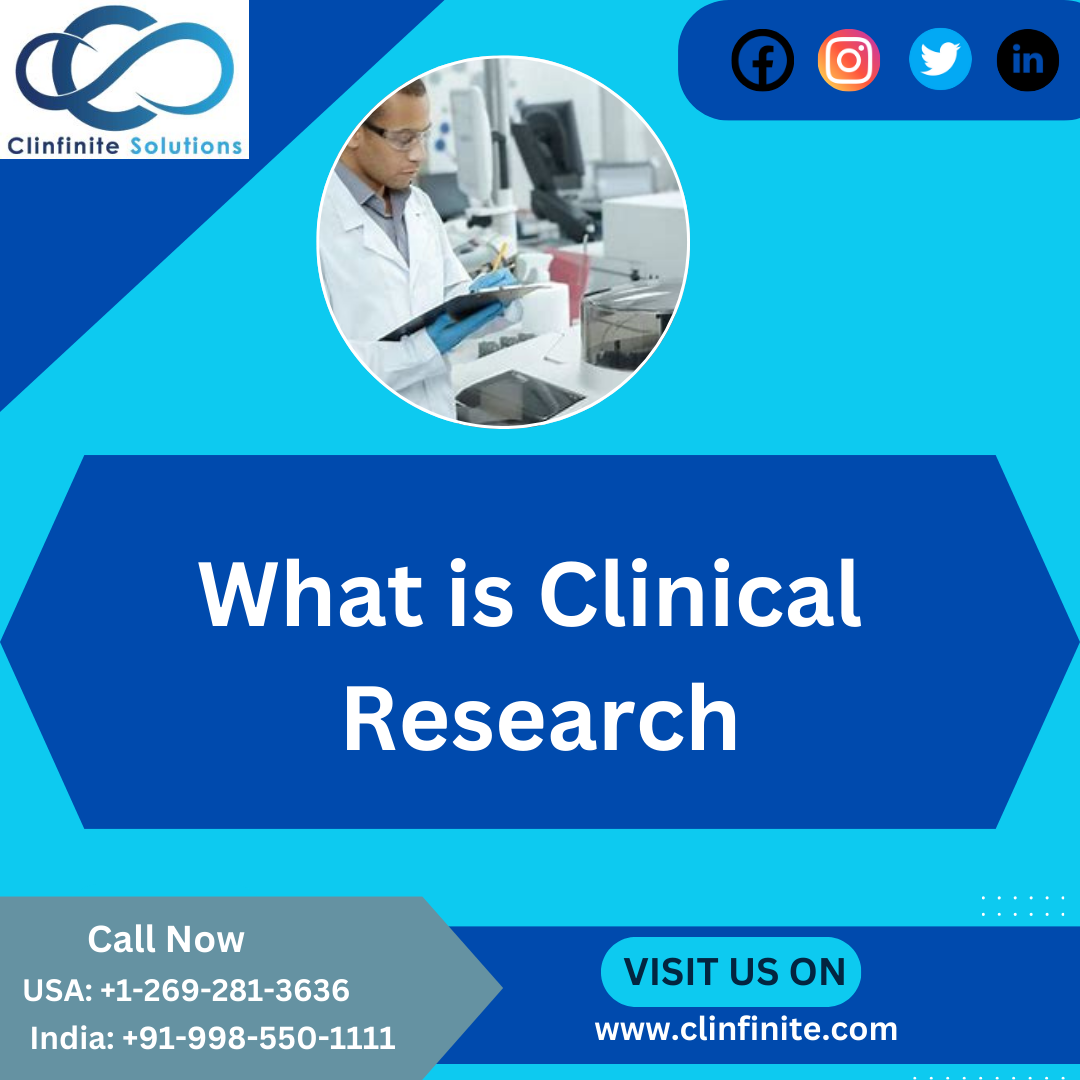 Clinfinite Solutions
What is Clinical
Research
Call Now
USA: +1-269-281-3636
India: +91-998-550-1111
VISIT US ON
www.clinfinite.com